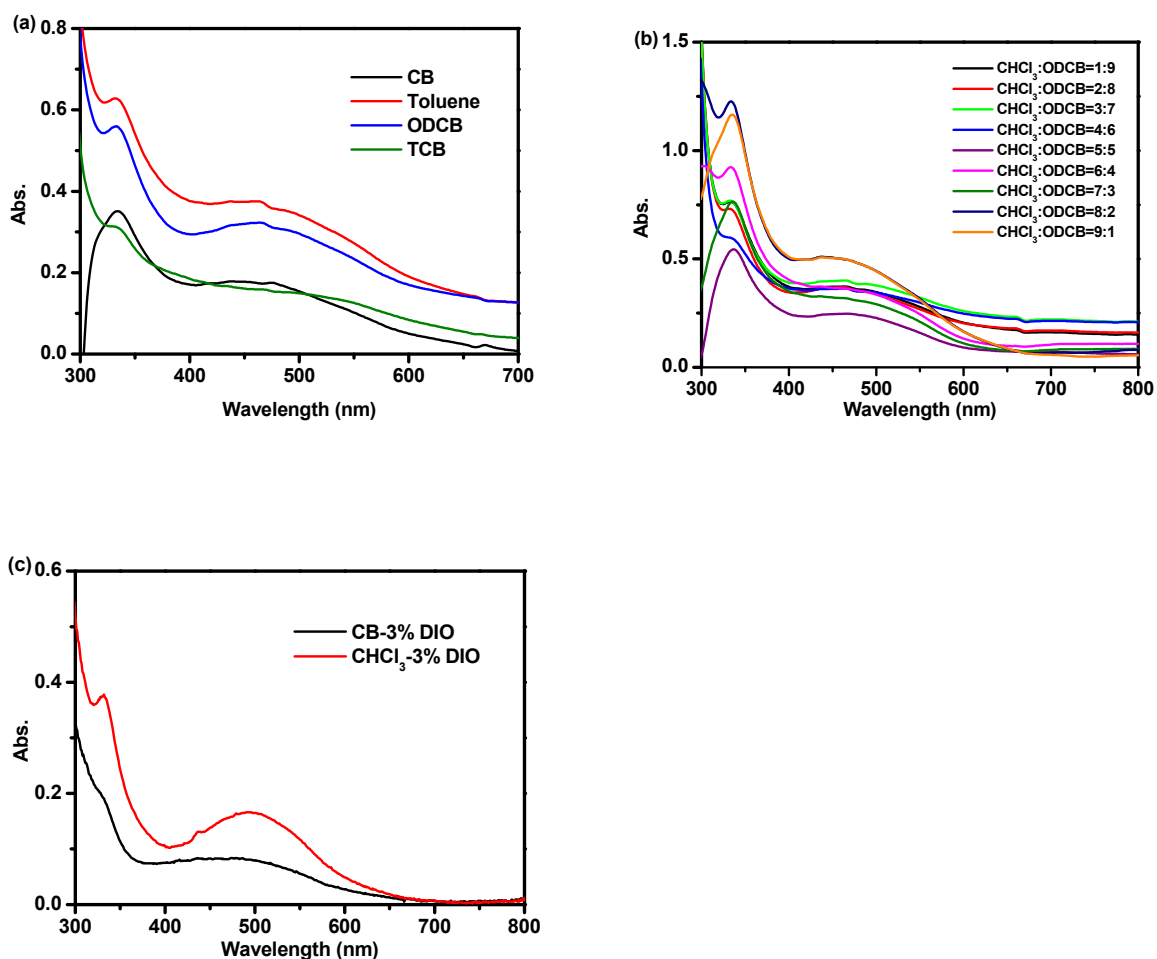 (a)
0.8
0.6
0.4
0.2
0.0
Abs.
CB
Toluene
ODCB
TCB
300 400 500 600 700
Wavelength (nm)
(b)
1.5
1.0
0.5
0.0
Abs.
CHCl3:ODCB=1:9
CHCl3:ODCB=2:8
CHCl3:ODCB=3:7
CHCl3:ODCB=4:6
CHCl3:ODCB=5:5
CHCl3:ODCB=6:4
CHCl3:ODCB=7:3
CHCl3:ODCB=8:2
CHCl3:ODCB=9:1
300 400 500 600 700 800
Wavelength (nm)
(c)
0.6
0.4
0.2
0.0
Abs.
CB-3% DIO
CHCl3-3% DIO
300 400 500 600 700 800
Wavelength (nm)